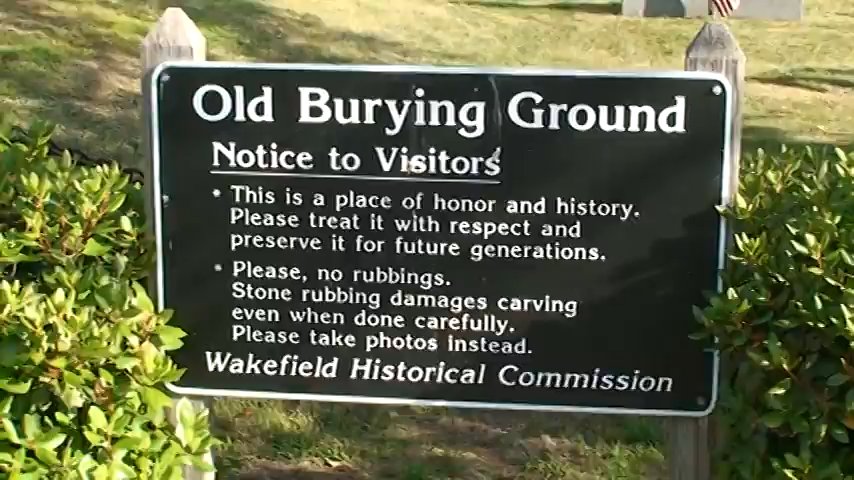 Old Burying Ground
Notice to Visitors
• This is a place of honor and history.
Please treat it with respect and
preserve it for future generations.
• Please, no rubbings.
Stone rubbing damages carving
even when done carefully.
Please take photos instead.
Wakefield Historical Commission